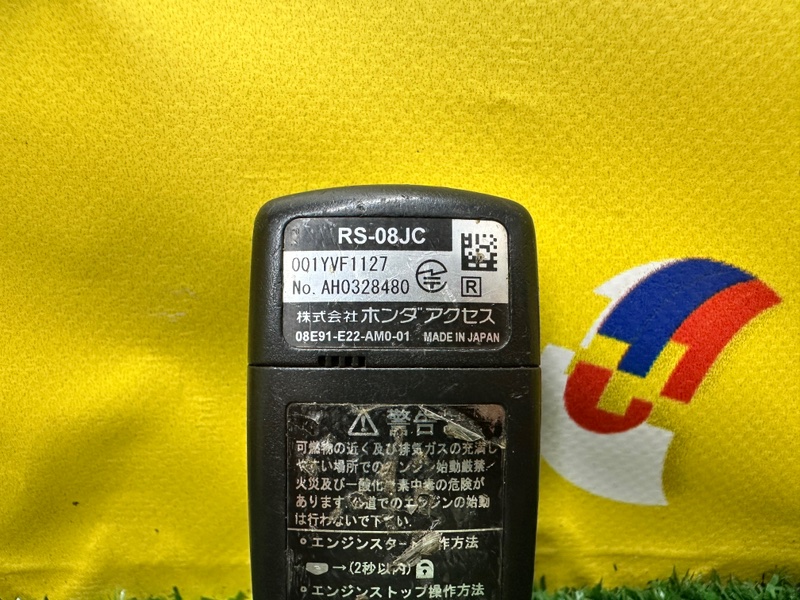 RS-08JC
001YVF1127
No. AH0328480
R
株式会社 ホンダアクセス
08E91-E22-AM0-01 MADE IN JAPAN
警告
可燃物の近く及び排気ガスの充満し
やすい場所でのエンジン始動厳禁
火災及び一酸化炭素中毒の危険が
あります.公道でのエンジンの始動
は行わないで下さい.
エンジンスタート操作方法
→(2秒以内)
エンジンストップ操作方法